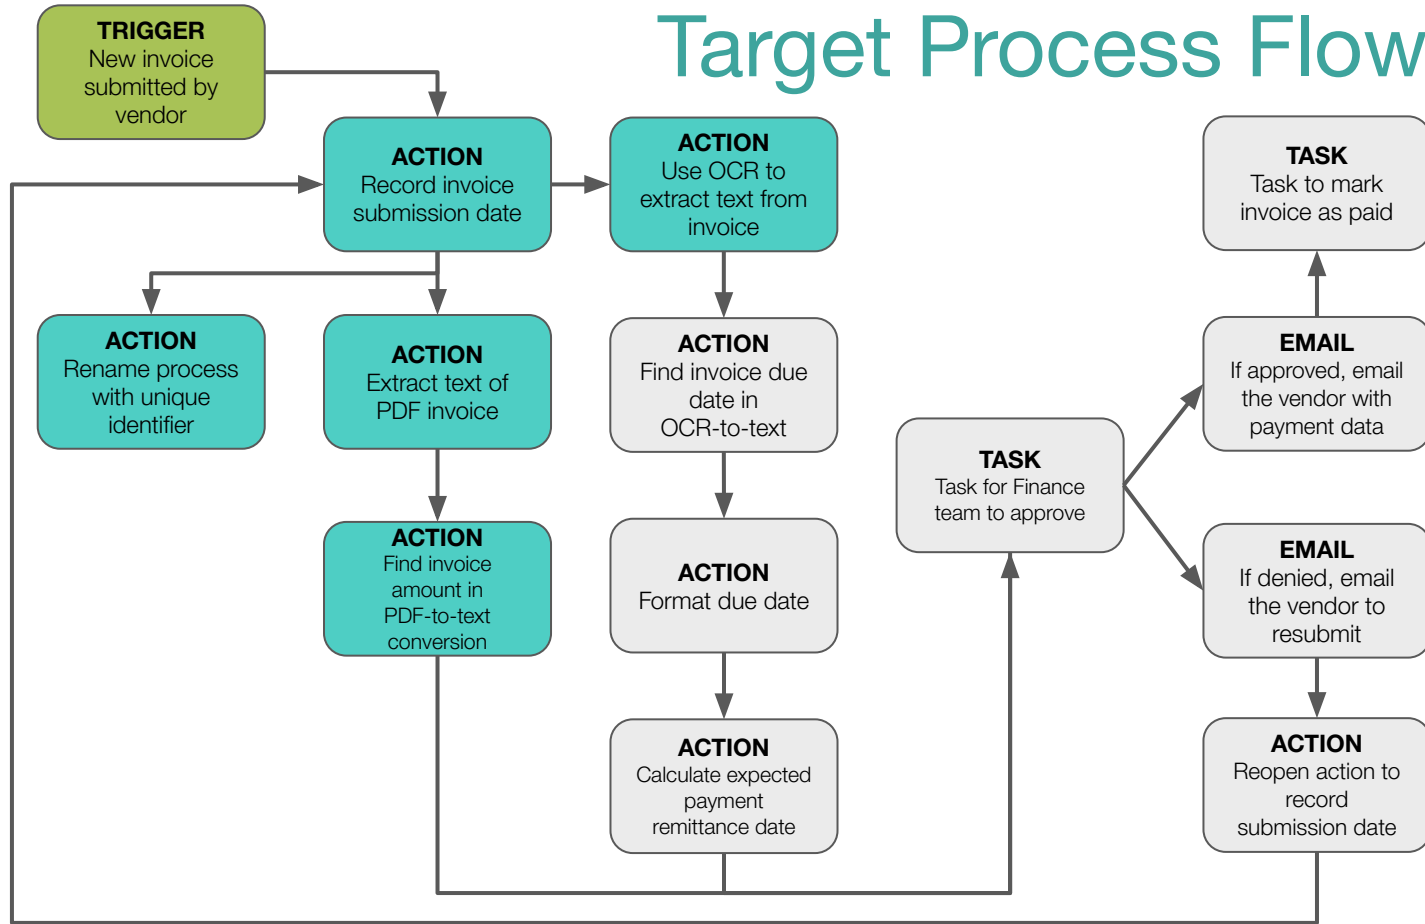 Target Process Flow
TRIGGER
New invoice
submitted by
vendor
ACTION
Record invoice
submission date
ACTION
Use OCR to
extract text from
invoice
TASK
Task to mark
invoice as paid
ACTION
Rename process
with unique
identifier
ACTION
Extract text of
PDF invoice
ACTION
Find invoice due
date in
OCR-to-text
EMAIL
If approved, email
the vendor with
payment data
TASK
Task for Finance
team to approve
ACTION
Find invoice
amount in
PDF-to-text
conversion
ACTION
Format due date
EMAIL
If denied, email
the vendor to
resubmit
ACTION
Calculate expected
payment
remittance date
ACTION
Reopen action to
record
submission date